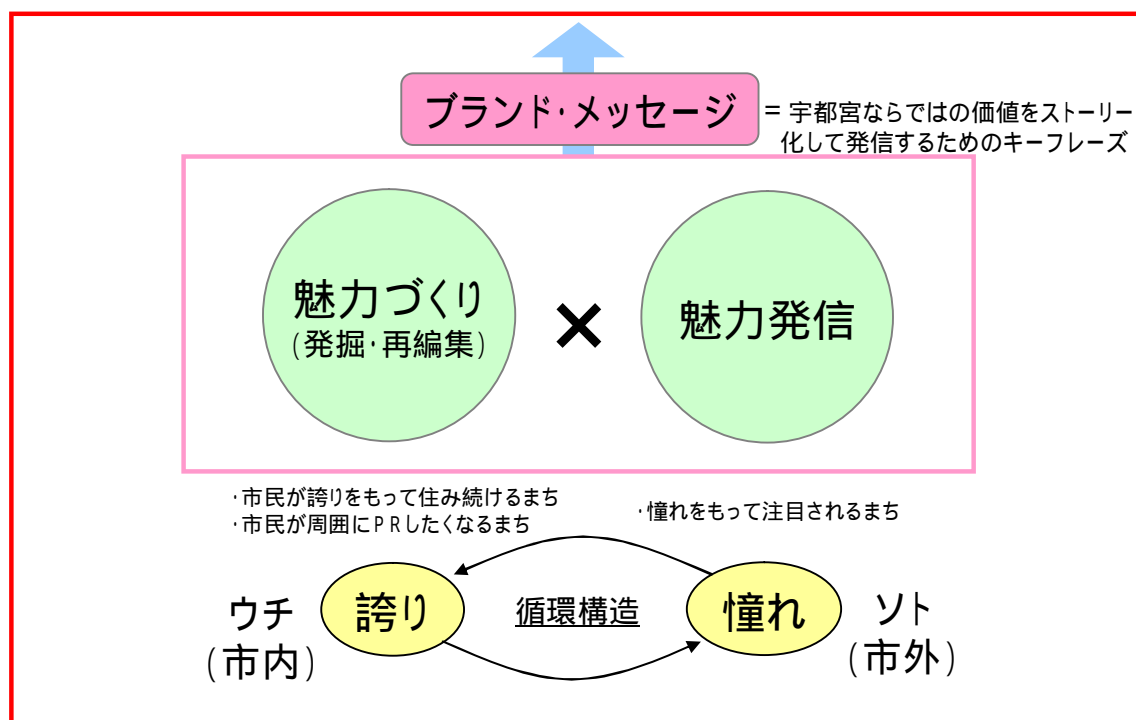 ブランド・メッセージ
= 宇都宮ならではの価値をストーリー
化して発信するためのキーフレーズ
魅力づくり
(発掘・再編集)
×
魅力発信
・市民が誇りをもって住み続けるまち
・市民が周囲にPRしたくなるまち
・憧れをもって注目されるまち
ウチ
(市内)
誇り
循環構造
憧れ
ソト
(市外)